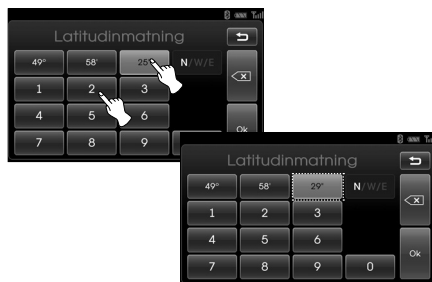 Latitudinmatning
49° 58' 25" N/W/E
1 2 3
4 5 6
Ok
7 8 9
Latitudinmatning
49° 58' 29" N/W/E
1 2 3
4 5 6
Ok
7 8 9 0